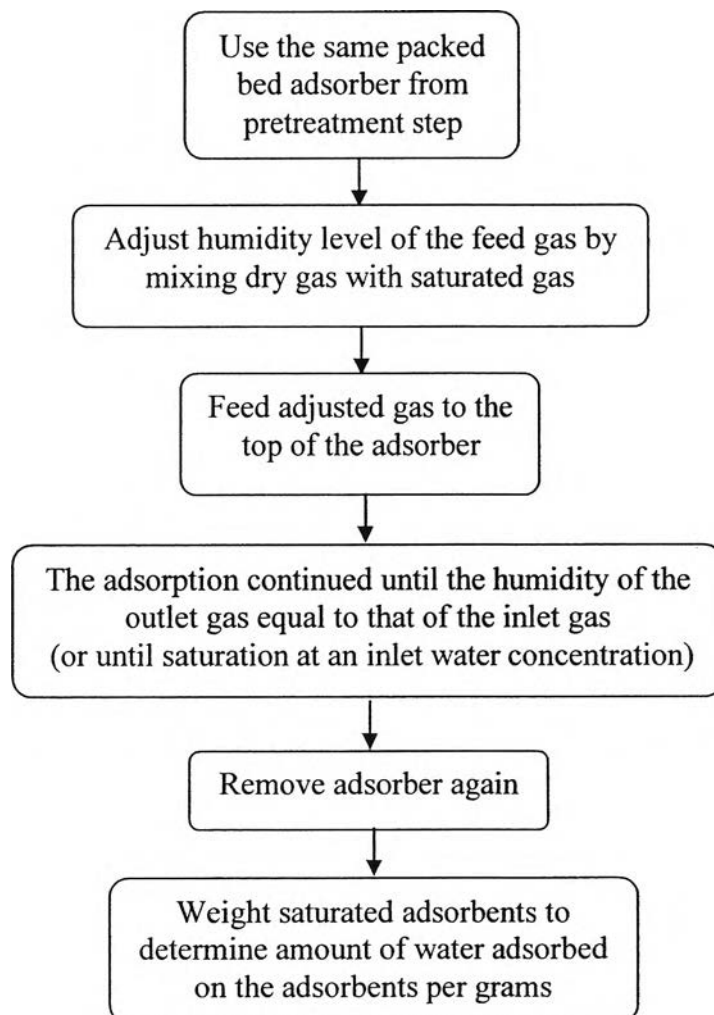 Use the same packed
bed adsorber from
pretreatment step
Adjust humidity level of the feed gas by
mixing dry gas with saturated gas
Feed adjusted gas to the
top of the adsorber
The adsorption continued until the humidity of the
outlet gas equal to that of the inlet gas
(or until saturation at an inlet water concentration)
Remove adsorber again
Weight saturated adsorbents to
determine amount of water adsorbed
on the adsorbents per grams